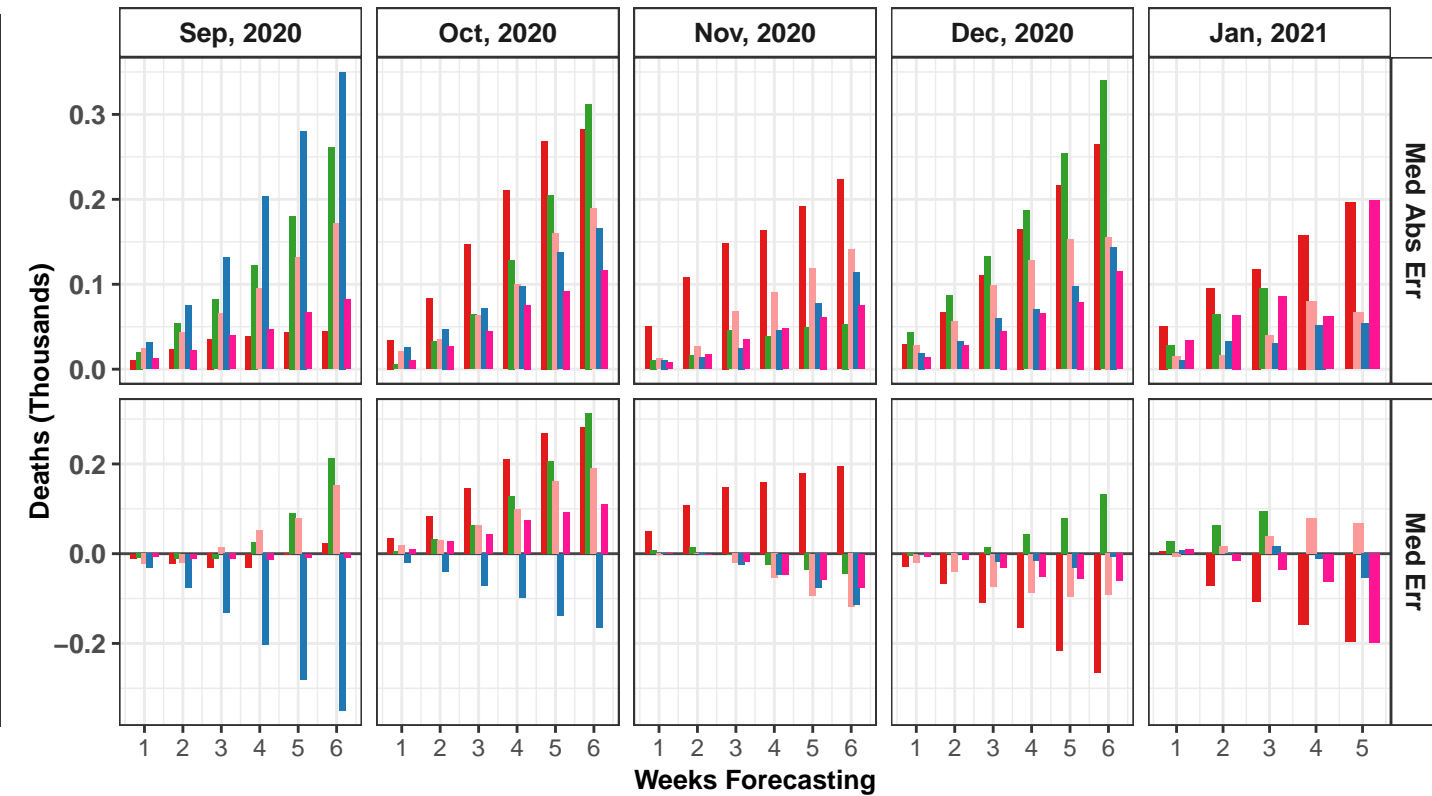 Sep, 2020 Oct, 2020 Nov, 2020 Dec, 2020 Jan, 2021
Deaths (Thousands)
0.3
0.2
0.1
0.0
Med Abs Err
0.2
0.0
−0.2
Med Err
1 2 3 4 5 6 1 2 3 4 5 6 1 2 3 4 5 6 1 2 3 4 5 6 1 2 3 4 5
Weeks Forecasting